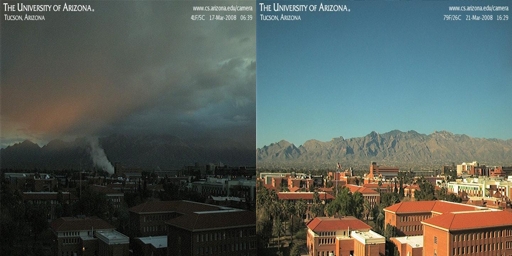 THE UNIVERSITY OF ARIZONA.
www.cs.arizona.edu/camera
TUCSON, ARIZONA
41F/5C 17-Mar-2008 06:39
THE UNIVERSITY OF ARIZONA.
www.cs.arizona.edu/camera
TUCSON, ARIZONA
79F/26C 21-Mar-2008 16:29